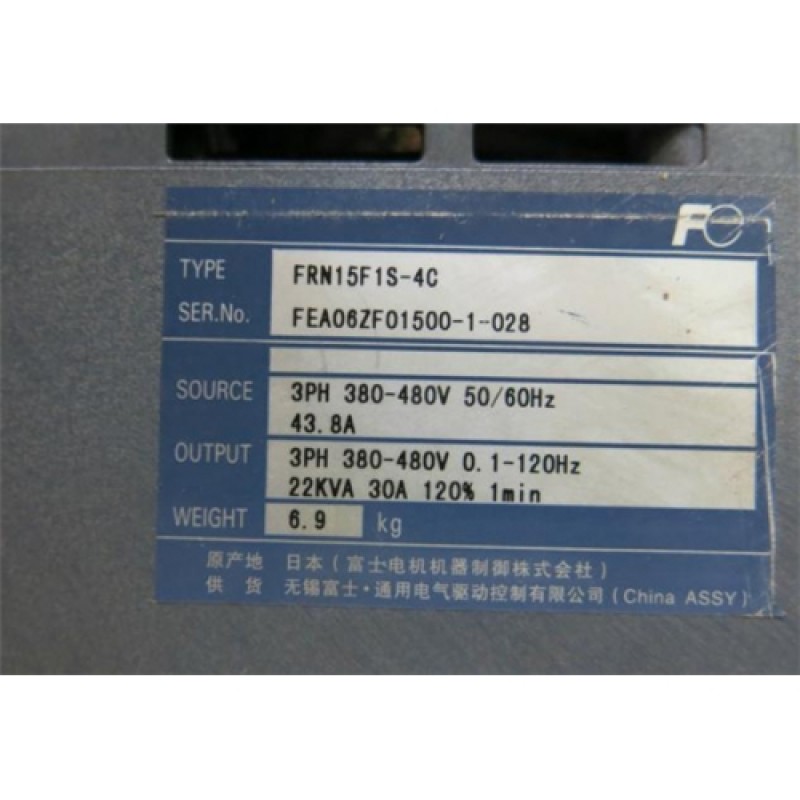 Fe
TYPE FRN15F1S-4C
SER.No. FEA06ZF01500-1-028
SOURCE 3PH 380-480V 50/60Hz
43.8A
OUTPUT 3PH 380-480V 0.1-120Hz
22KVA 30A 120% 1min
WEIGHT 6.9 kg
原产地 日本(富士电机机器制御株式会社)
供货 无锡富士·通用电气驱动控制有限公司(China ASSY)